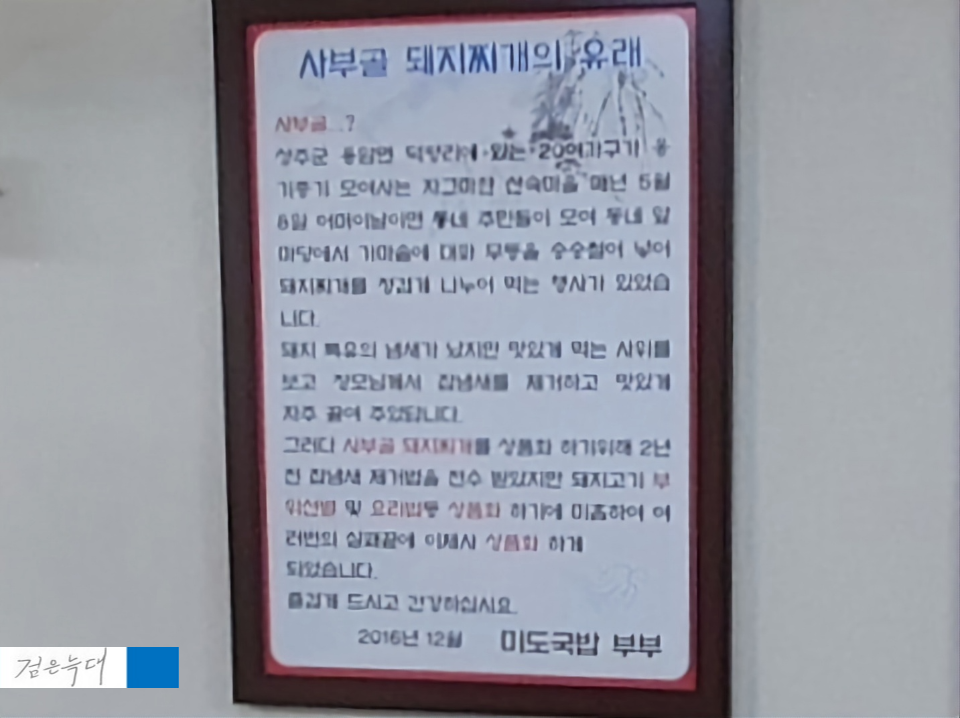 사부골 돼지찌개의 유래
사부골...?
성주군 용암면 덕평리에 있는 20여가구가 옹
기종기 모여사는 자그마한 산속마을 매년 5월
8일 어머이날이면 동네 주민들이 모여 동네 앞
마당에서 가마솥에 대파 무등을 숭숭썰어 넣어
돼지찌개를 정겹게 나누어 먹는 행사가 있었습
니다.
돼지 특유의 냄새가 났지만 맛있게 먹는 사위를
보고 장모님께서 잡냄새를 제거하고 맛있게
자주 끓여 주었답니다.
그러다 사부골 돼지찌개를 상품화 하기위해 2년
전 잡냄새 제거법을 전수 받았지만 돼지고기 부
위선별 및 요리법등 상품화 하기에 미흡하여 여
러번의 실패끝에 이제사 상품화 하게
되었습니다.
즐겁게 드시고 건강하십시요.
2016년 12월 미도국밥 부부
검은늑대